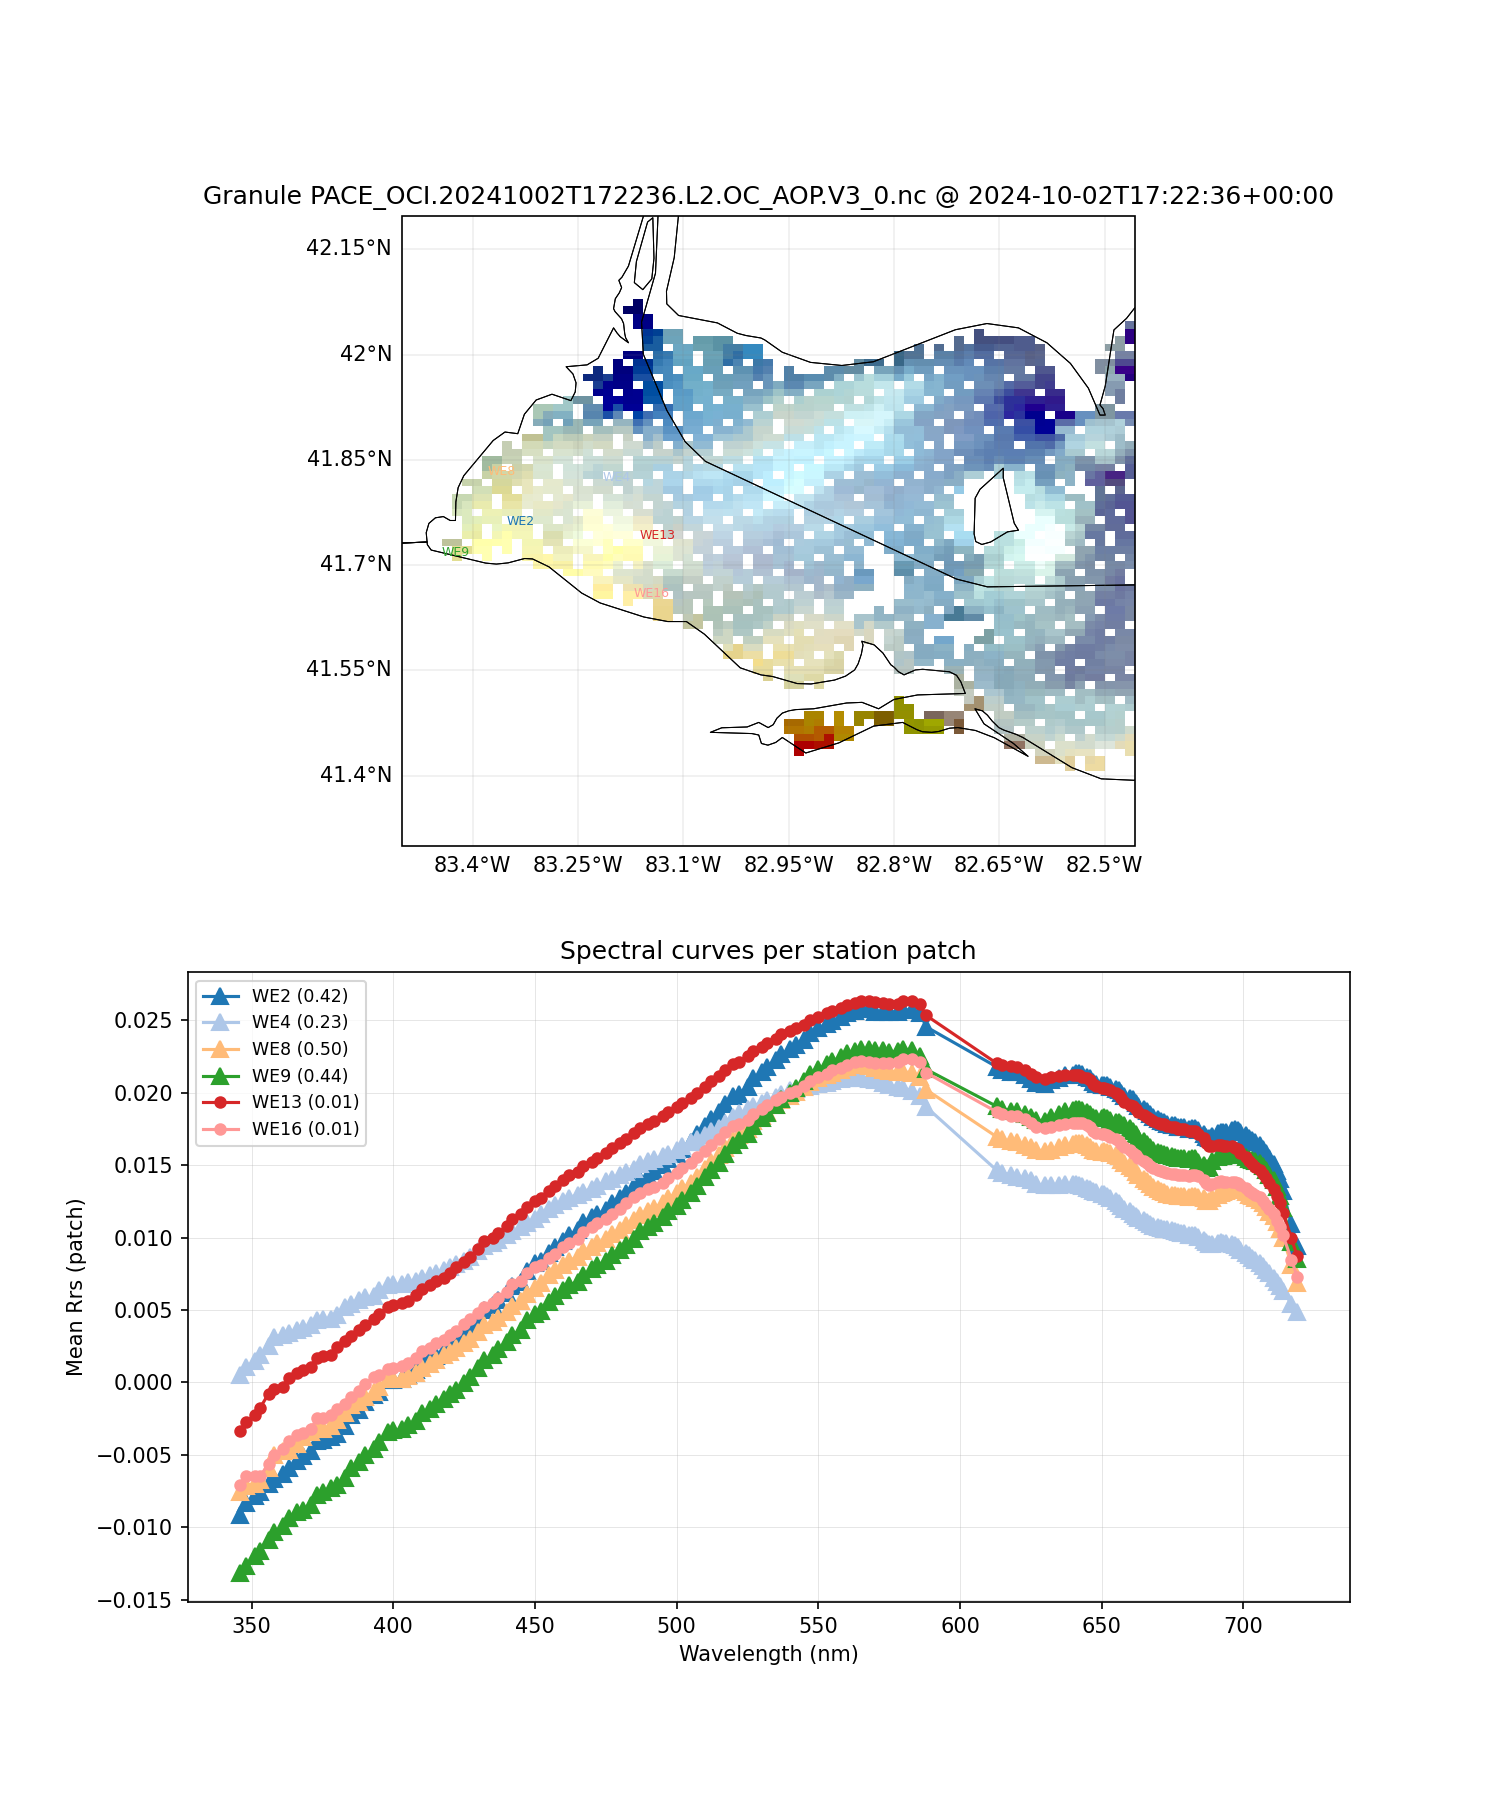 Granule PACE_OCI.20241002T172236.L2.OC_AOP.V3_0.nc @ 2024-10-02T17:22:36+00:00
42.15°N
42°N
41.85°N
41.7°N
41.55°N
41.4°N
WE8
WE2
WE13
WE9
WE16
83.4°W 83.25°W 83.1°W 82.95°W 82.8°W 82.65°W 82.5°W
Spectral curves per station patch
WE2 (0.42)
WE4 (0.23)
WE8 (0.50)
WE9 (0.44)
WE13 (0.01)
WE16 (0.01)
0.025
0.020
0.015
0.010
0.005
0.000
−0.005
−0.010
−0.015
Mean Rrs (patch)
350 400 450 500 550 600 650 700
Wavelength (nm)